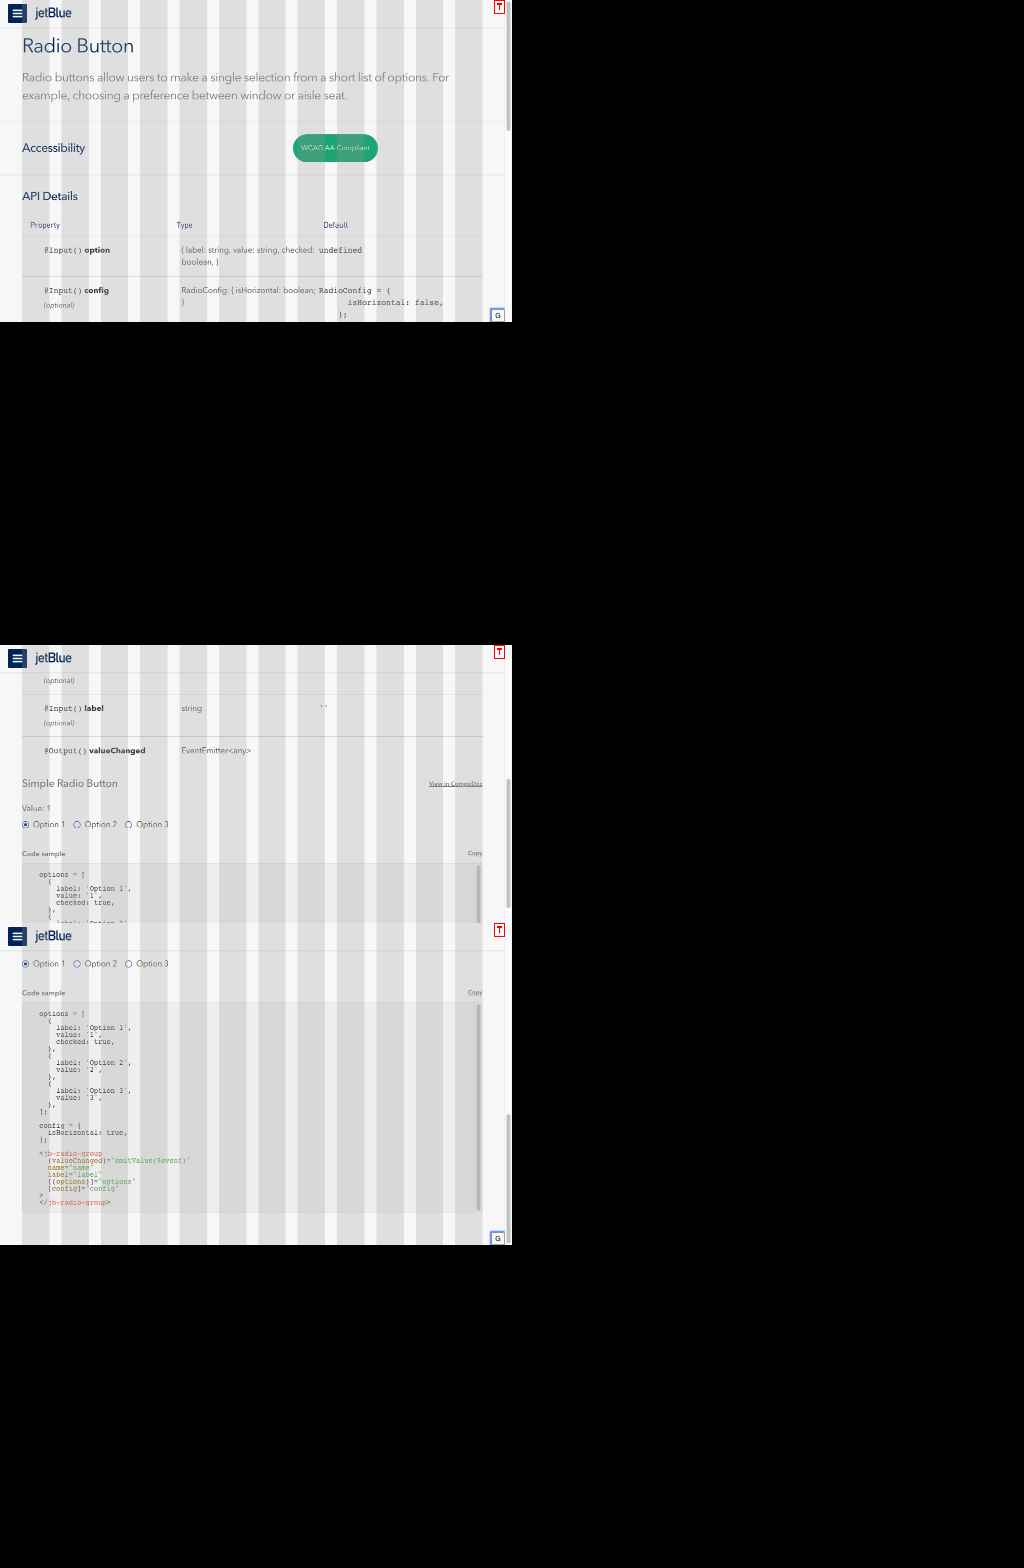 jetBlue
T
Radio Button
Radio buttons allow users to make a single selection from a short list of options. For
example, choosing a preference between window or aisle seat.
Accessibility
WCAG AA Compliant
API Details
Property Type Default
@Input() option { label: string, value: string, checked: undefined
boolean, }
@Input() config RadioConfig: { isHorizontal: boolean; RadioConfig = {
(optional) } isHorizontal: false,
};
G
jetBlue
T
(optional)
@Input() label string ''
(optional)
@Output() valueChanged EventEmitter<any>
Simple Radio Button View in CompoDoc
Value: 1
Option 1 Option 2 Option 3
Code sample Copy
options = [
{
label: 'Option 1',
value: '1',
checked: true,
},
{
label: 'Option 2',
jetBlue
T
Option 1 Option 2 Option 3
Code sample Copy
options = [
{
label: 'Option 1',
value: '1',
checked: true,
},
{
label: 'Option 2',
value: '2',
},
{
label: 'Option 3',
value: '3',
},
];
config = {
isHorizontal: true,
};
<jb-radio-group
(valueChanged)="emitValue($event)"
name="name"
label="label"
[(options)]="options"
[config]="config"
>
</jb-radio-group>
G